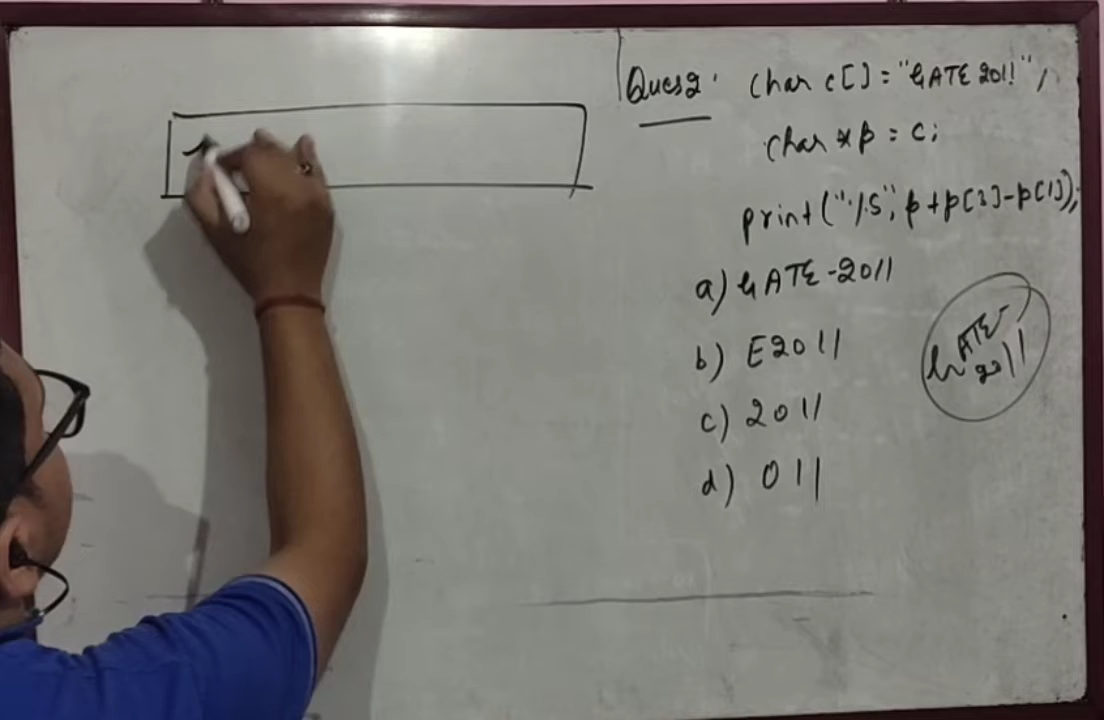 Ques2. char c[] = "GATE 2011",
char *p = c;
print("%S", p+p[3]-p[1]);
a) GATE-2011
b) E2011
c) 2011
d) 011
GATE-
2011